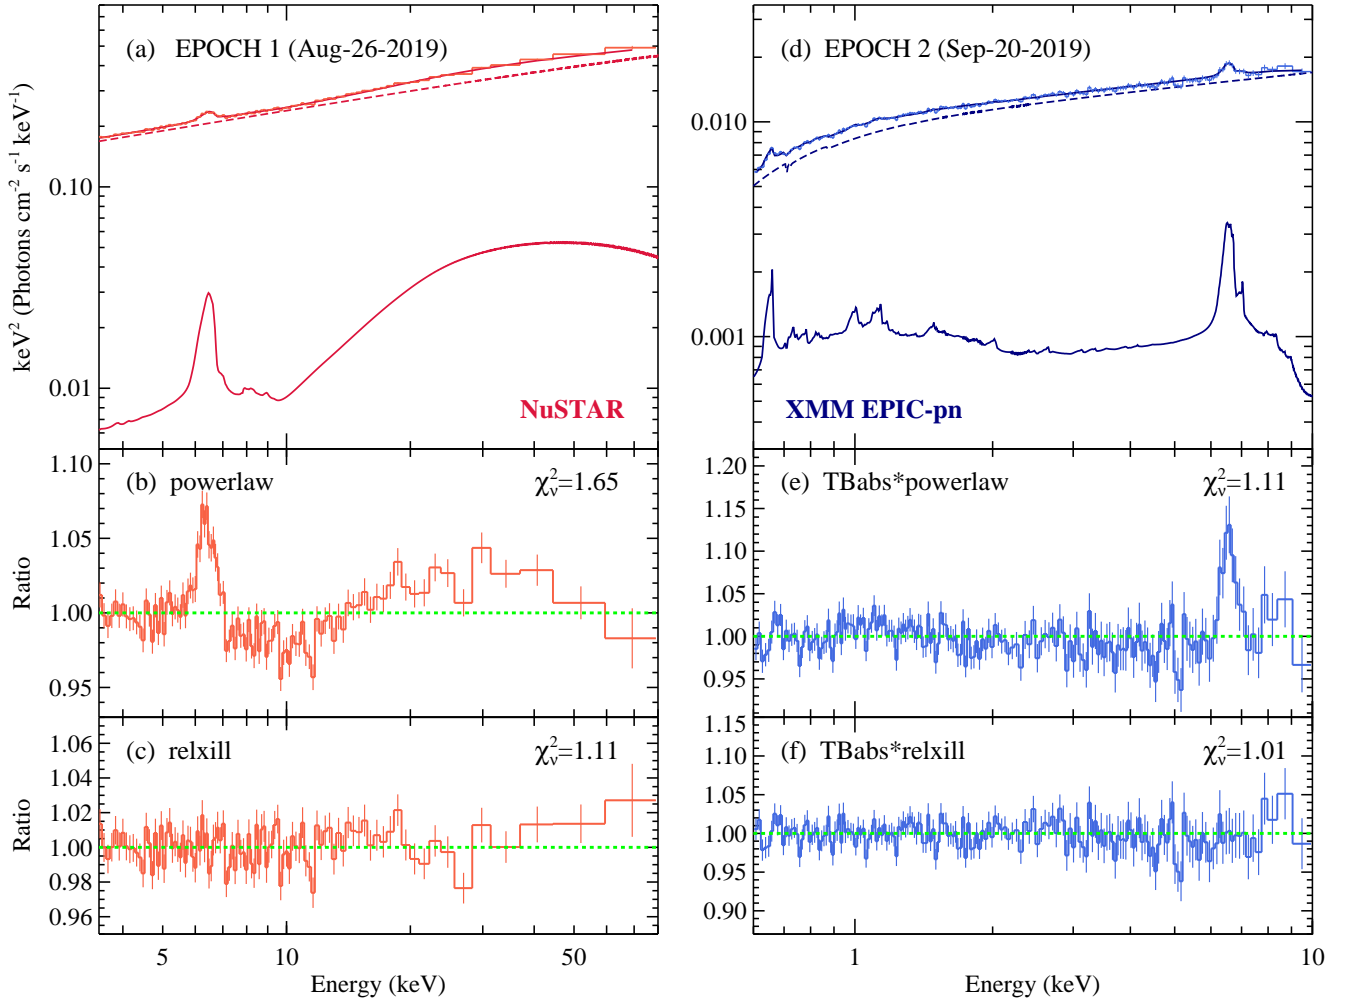 (a) EPOCH 1 (Aug-26-2019)
keV² (Photons cm⁻² s⁻¹ keV⁻¹)
0.10
0.01
NuSTAR
(d) EPOCH 2 (Sep-20-2019)
0.010
0.001
XMM EPIC-pn
(b) powerlaw
χ²ᵥ=1.65
Ratio
1.10
1.05
1.00
0.95
(e) TBabs*powerlaw
χ²ᵥ=1.11
1.20
1.15
1.10
1.05
1.00
0.95
(c) relxill
χ²ᵥ=1.11
Ratio
1.06
1.04
1.02
1.00
0.98
0.96
5
10
50
Energy (keV)
(f) TBabs*relxill
χ²ᵥ=1.01
1.15
1.10
1.05
1.00
0.95
0.90
1
10
Energy (keV)